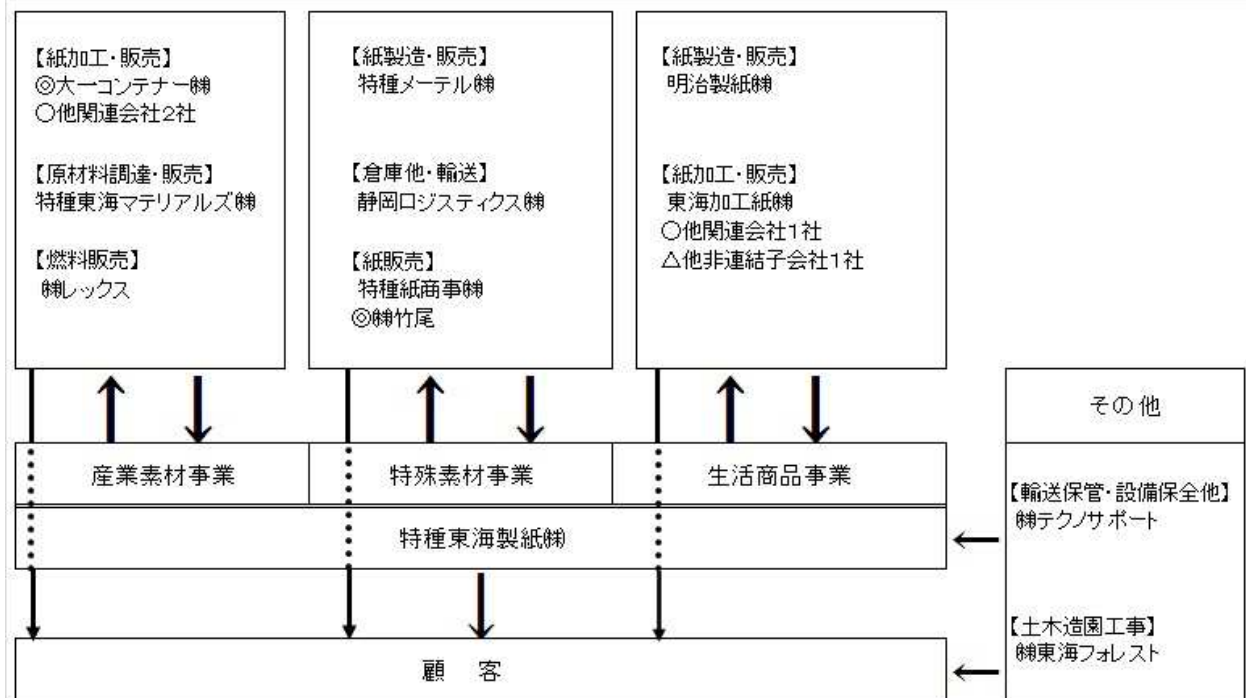 【紙加工・販売】
◎大一コンテナー㈱
○他関連会社2社
【原材料調達・販売】
特種東海マテリアルズ㈱
【燃料販売】
㈱レックス
【紙製造・販売】
特種メーテル㈱
【倉庫他・輸送】
静岡ロジスティクス㈱
【紙販売】
特種紙商事㈱
◎㈱竹尾
【紙製造・販売】
明治製紙㈱
【紙加工・販売】
東海加工紙㈱
○他関連会社1社
△他非連結子会社1社
産業素材事業
特殊素材事業
生活商品事業
特種東海製紙㈱
顧 客
その他
【輸送保管・設備保全他】
㈱テクノサポート
【土木造園工事】
㈱東海フォレスト